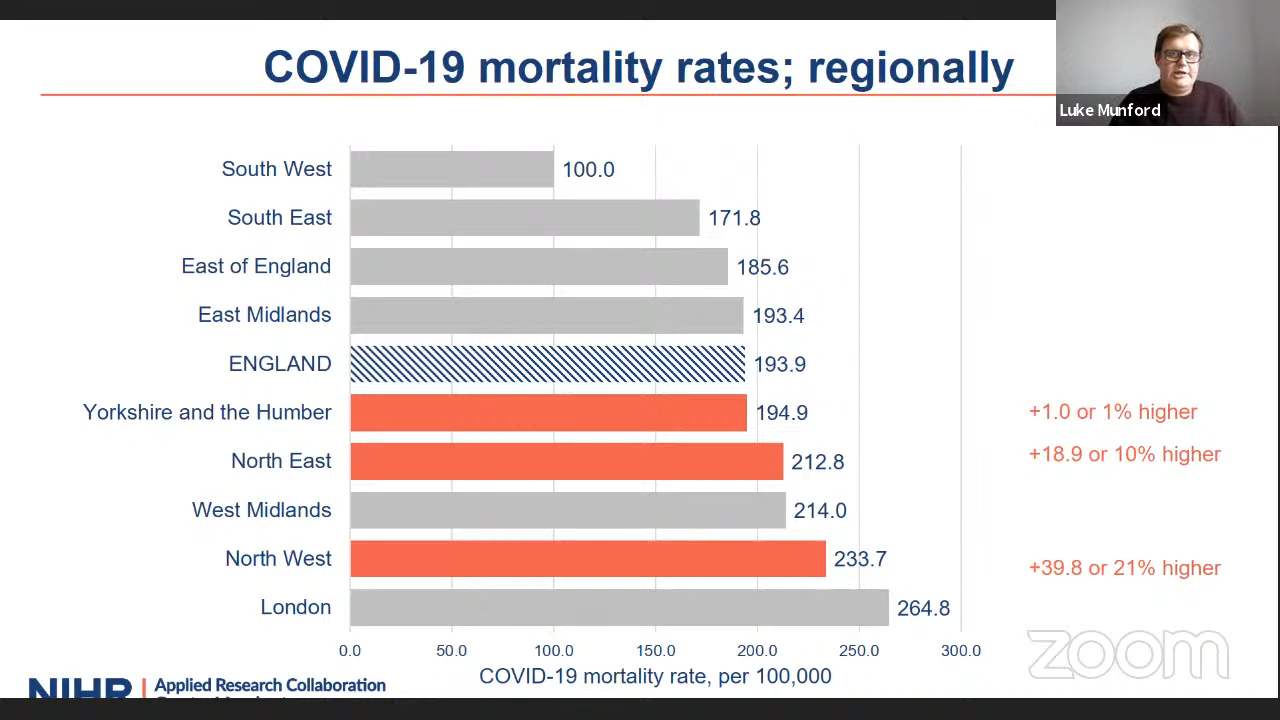 COVID-19 mortality rates; regionally
Luke Munford
South West 100.0
South East 171.8
East of England 185.6
East Midlands 193.4
ENGLAND 193.9
Yorkshire and the Humber 194.9 +1.0 or 1% higher
North East 212.8 +18.9 or 10% higher
West Midlands 214.0
North West 233.7 +39.8 or 21% higher
London 264.8
0.0 50.0 100.0 150.0 200.0 250.0 300.0
COVID-19 mortality rate, per 100,000
zoom
NIHR | Applied Research Collaboration